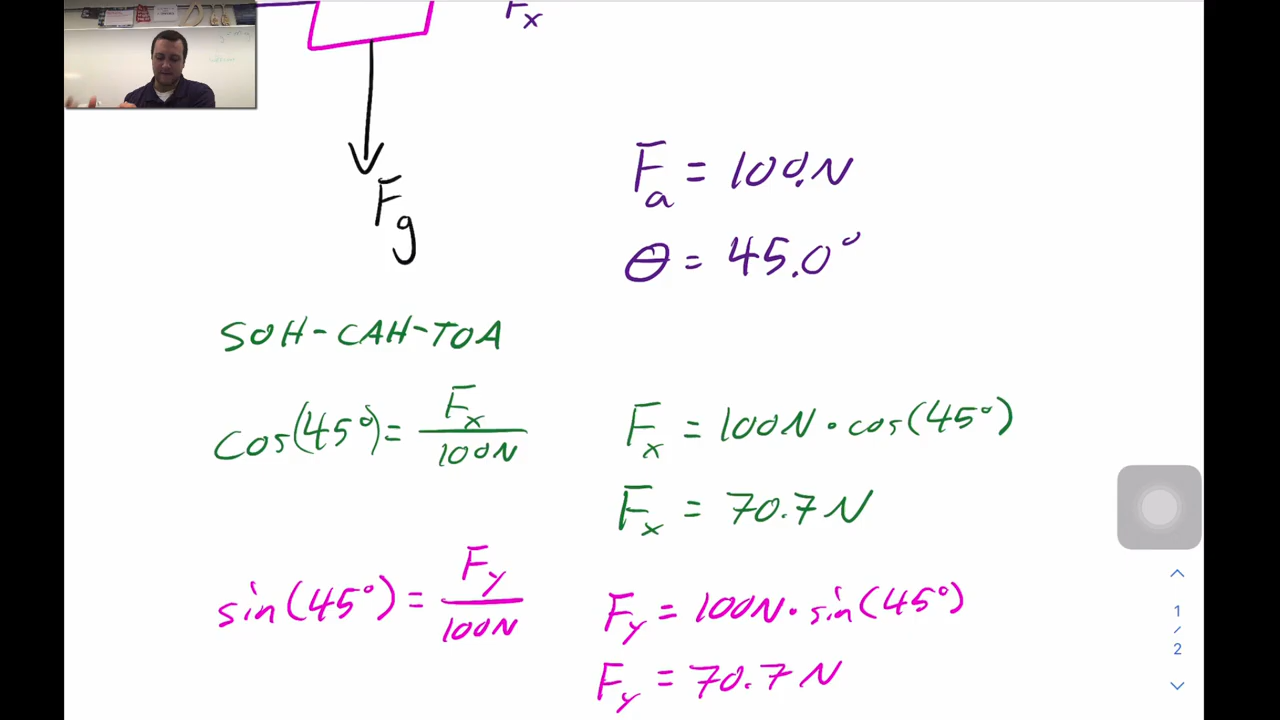 Fx
Fa = 100.N
Fg
θ = 45.0°
SOH-CAH-TOA
cos(45°) = Fx / 100N
Fx = 100N • cos(45°)
Fx = 70.7N
sin(45°) = Fy / 100N
Fy = 100N • sin(45°)
Fy = 70.7N
1
/
2